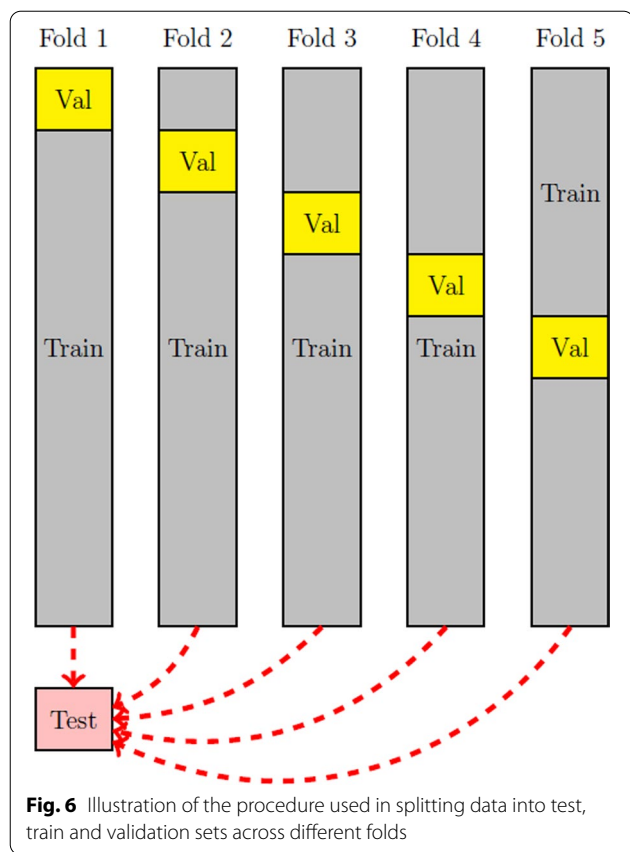 Fold 1 Fold 2 Fold 3 Fold 4 Fold 5
Val
Val
Train
Val
Val
Train Train Train Train Val
Test
Fig. 6 Illustration of the procedure used in splitting data into test,
train and validation sets across different folds